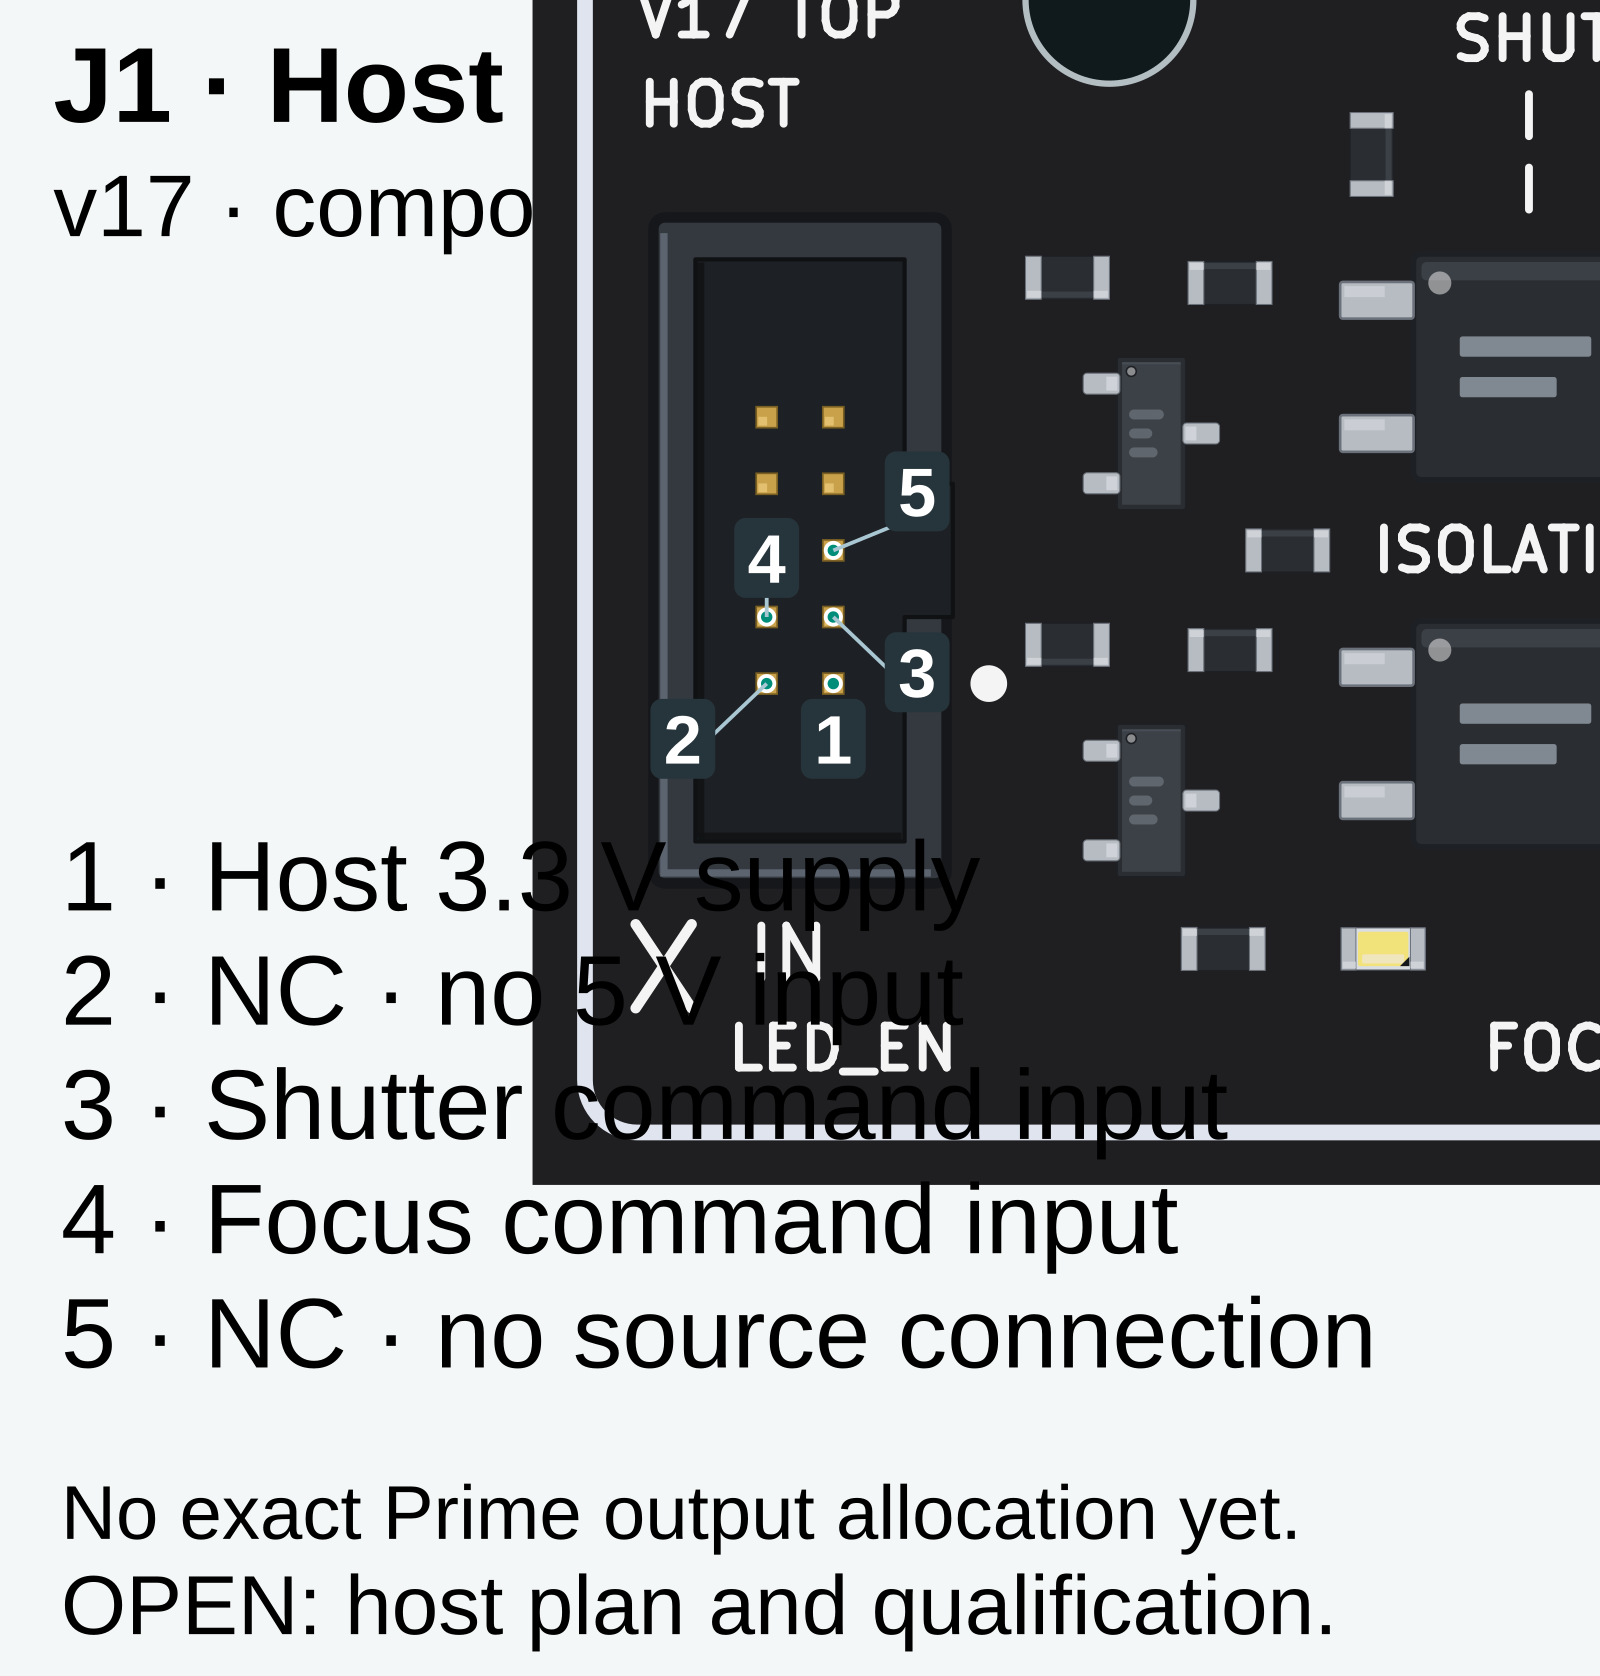 J1 · Host
v17 · compo
V17 TOP
HOST
SHUT
ISOLATI
5
4
3
2
1
1 · Host 3.3 V supply
IN
2 · NC · no 5 V input
LED_EN
FOC
3 · Shutter command input
4 · Focus command input
5 · NC · no source connection
No exact Prime output allocation yet.
OPEN: host plan and qualification.